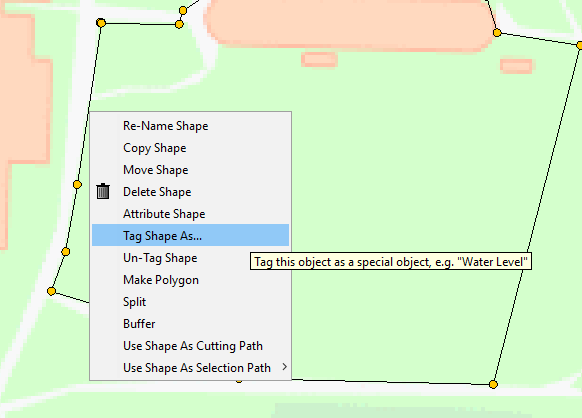 Re-Name Shape
Copy Shape
Move Shape
Delete Shape
Attribute Shape
Tag Shape As...
Tag this object as a special object, e.g. "Water Level"
Un-Tag Shape
Make Polygon
Split
Buffer
Use Shape As Cutting Path
Use Shape As Selection Path